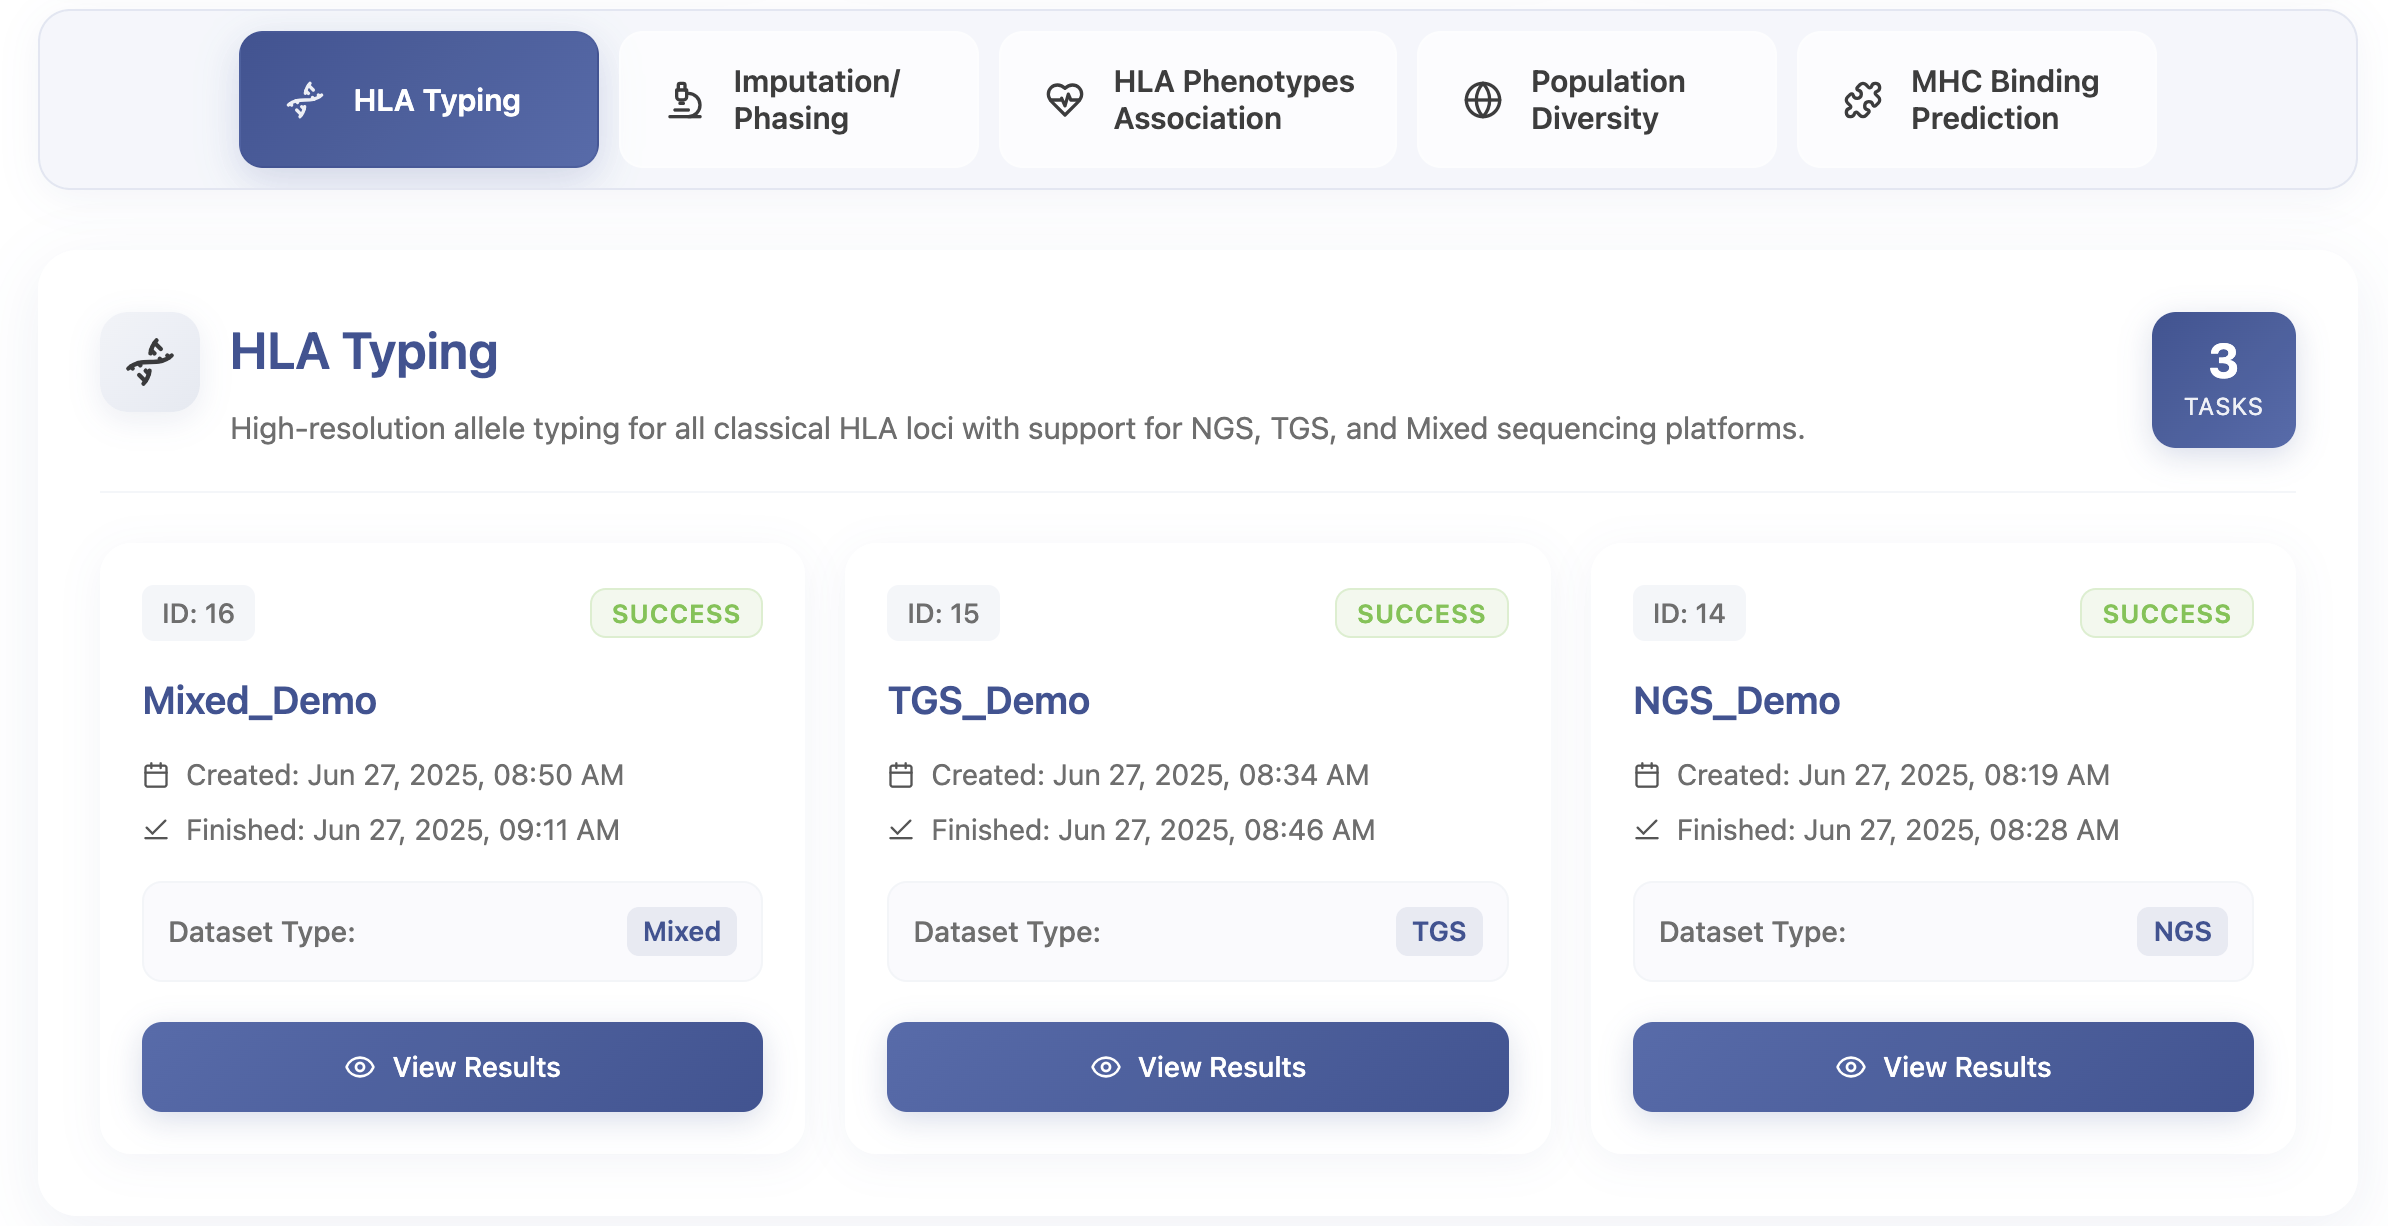 HLA Typing
Imputation/
Phasing
HLA Phenotypes
Association
Population
Diversity
MHC Binding
Prediction
HLA Typing
High-resolution allele typing for all classical HLA loci with support for NGS, TGS, and Mixed sequencing platforms.
3
TASKS
ID: 16
SUCCESS
Mixed_Demo
Created: Jun 27, 2025, 08:50 AM
Finished: Jun 27, 2025, 09:11 AM
Dataset Type:
Mixed
View Results
ID: 15
SUCCESS
TGS_Demo
Created: Jun 27, 2025, 08:34 AM
Finished: Jun 27, 2025, 08:46 AM
Dataset Type:
TGS
View Results
ID: 14
SUCCESS
NGS_Demo
Created: Jun 27, 2025, 08:19 AM
Finished: Jun 27, 2025, 08:28 AM
Dataset Type:
NGS
View Results